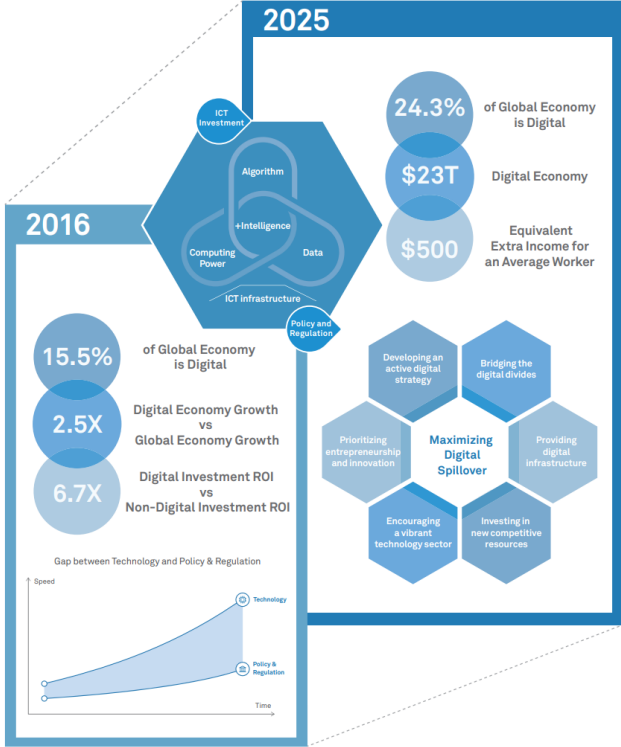 2025
ICT
Investment
Algorithm
+Intelligence
Computing
Power
Data
ICT infrastructure
Policy and
Regulation
24.3%
of Global Economy
is Digital
$23T
Digital Economy
$500
Equivalent
Extra Income for
an Average Worker
2016
15.5%
of Global Economy
is Digital
2.5X
Digital Economy Growth
vs
Global Economy Growth
6.7X
Digital Investment ROI
vs
Non-Digital Investment ROI
Developing an
active digital
strategy
Bridging the
digital divides
Prioritizing
entrepreneurship
and innovation
Maximizing
Digital
Spillover
Providing
digital
infrastructure
Encouraging
a vibrant
technology sector
Investing in
new competitive
resources
Gap between Technology and Policy & Regulation
Speed
Technology
Policy &
Regulation
Time